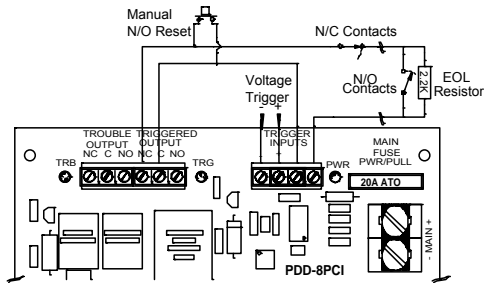 Manual
N/O Reset
N/C Contacts
Voltage
Trigger
- +
N/O
Contacts
2.2K
EOL
Resistor
TROUBLE
OUTPUT
NC C NO
TRIGGERED
OUTPUT
NC C NO
TRIGGER
INPUTS
- +
MAIN
FUSE
PWR/PULL
TRB
TRG
PWR
20A ATO
- MAIN +
PDD-8PCI